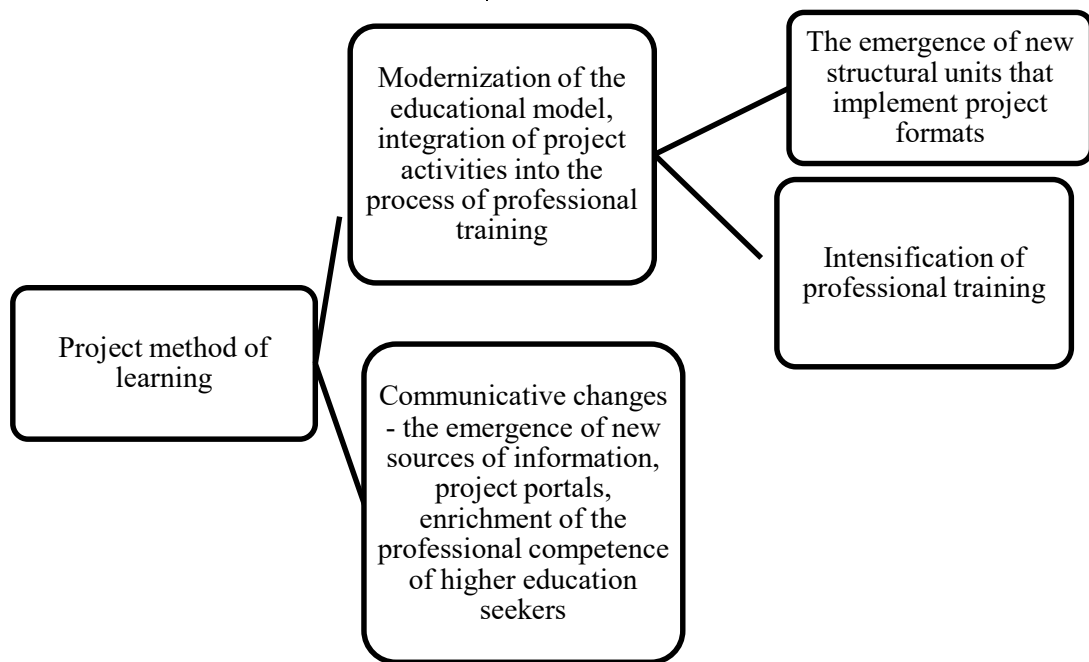 Project method of
learning
Modernization of the
educational model,
integration of project
activities into the
process of professional
training
The emergence of new
structural units that
implement project
formats
Intensification of
professional training
Communicative changes
- the emergence of new
sources of information,
project portals,
enrichment of the
professional competence
of higher education
seekers